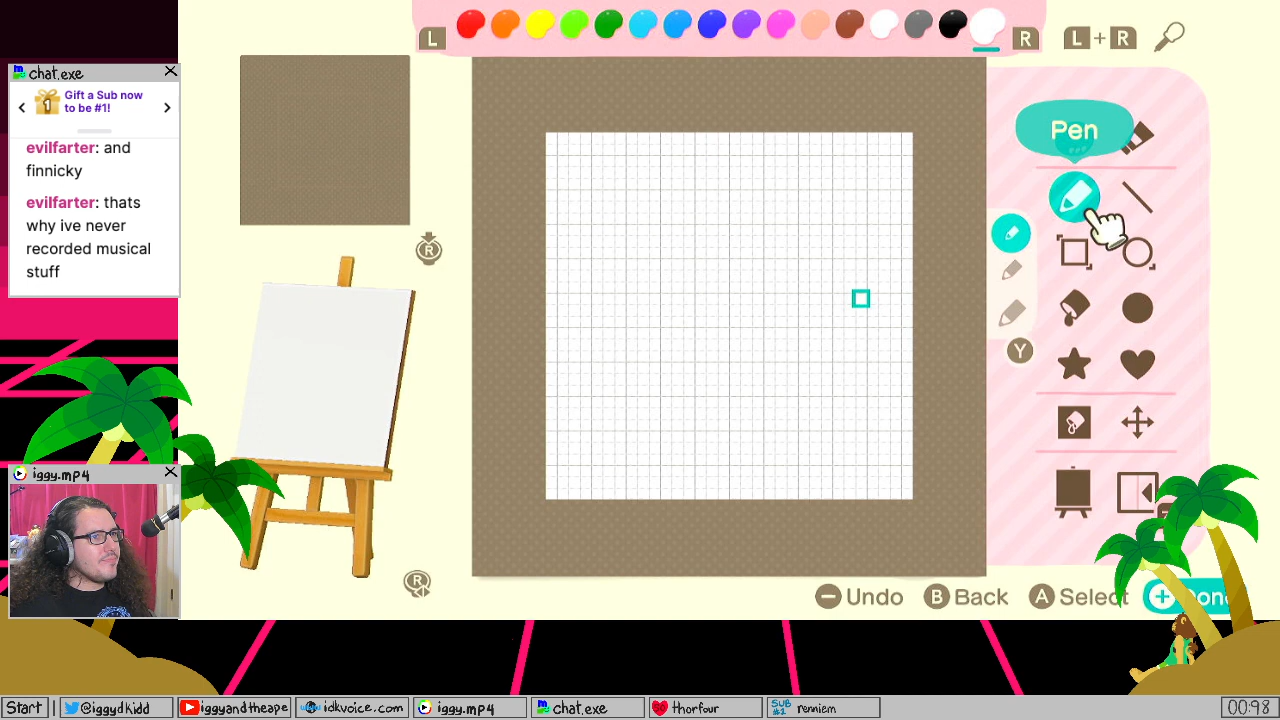 L
R
L + R
chat.exe
Gift a Sub now
to be #1!
1
evilfarter: and
finnicky
evilfarter: thats
why ive never
recorded musical
stuff
Pen
R
Y
iggy.mp4
R
Undo
B Back
A Select
Start
@iggydkidd
iggyandtheape
idkvoice.com
iggy.mp4
chat.exe
thorfour
SUB #2 renniem
00:98